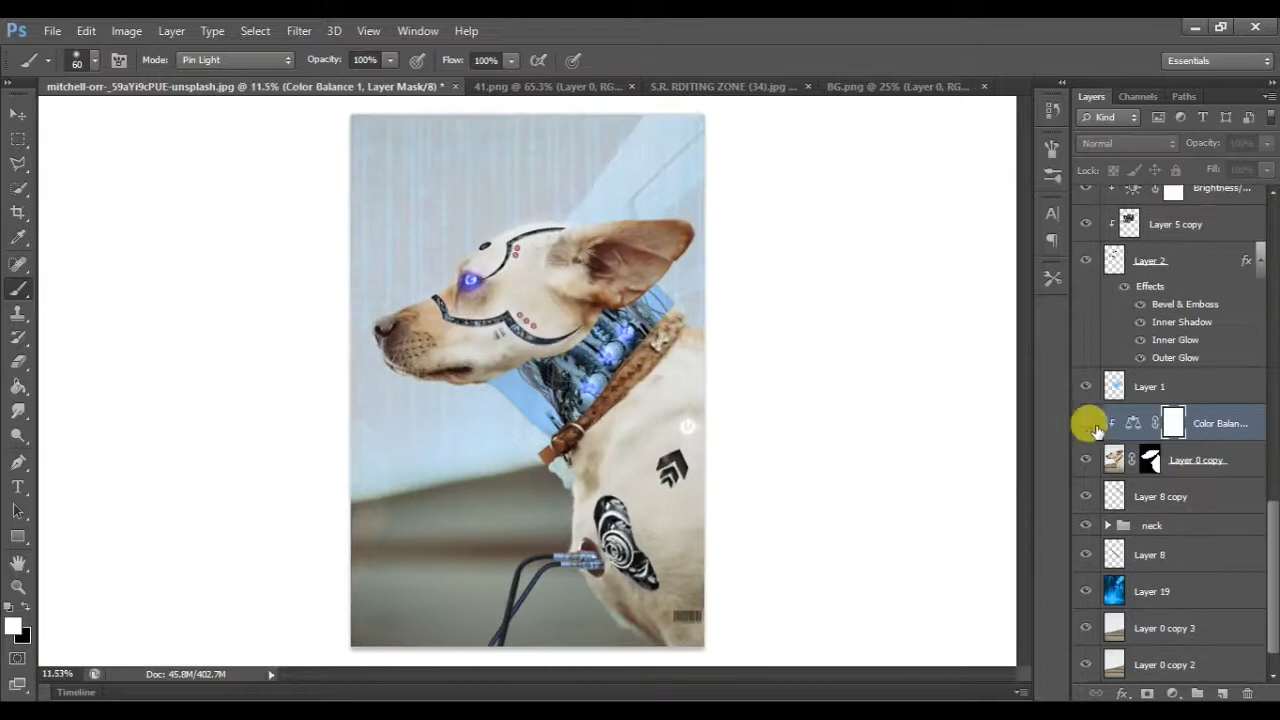 Ps File Edit Image Layer Type Select Filter 3D View Window Help
60 Mode: Pin Light Opacity: 100% Flow: 100% Essentials
mitchell-orr-_59aYi9cPUE-unsplash.jpg @ 11.5% (Color Balance 1, Layer Mask/8) * × 41.png @ 65.3% (Layer 0, RG... × S.R. RDITING ZONE (34).jpg ... × BG.png @ 25% (Layer 0, RG... ×
Layers Channels Paths
Kind
Normal Opacity: 100%
Lock: Fill: 100%
Brightness/...
Layer 5 copy
Layer 2 fx
Effects
Bevel & Emboss
Inner Shadow
Inner Glow
Outer Glow
Layer 1
Color Balan...
Layer 0 copy
Layer 8 copy
neck
Layer 8
Layer 19
Layer 0 copy 3
Layer 0 copy 2
11.53% Doc: 45.8M/402.7M
Timeline